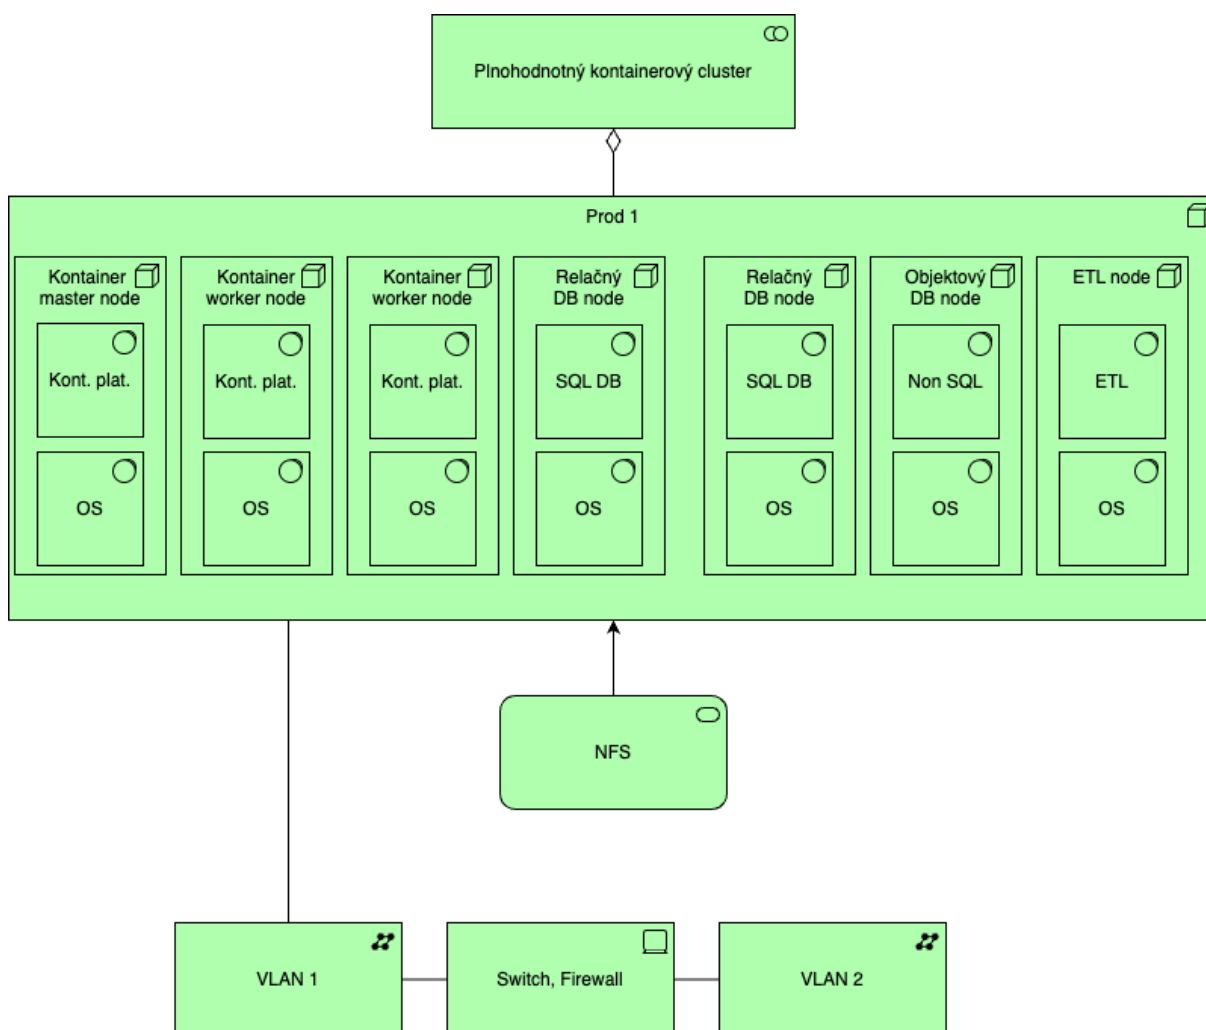 Plnohodnotný kontainerový cluster
Prod 1
Kontainer
master node
Kont. plat.
OS
Kontainer
worker node
Kont. plat.
OS
Kontainer
worker node
Kont. plat.
OS
Relačný
DB node
SQL DB
OS
Relačný
DB node
SQL DB
OS
Objektový
DB node
Non SQL
OS
ETL node
ETL
OS
NFS
VLAN 1
Switch, Firewall
VLAN 2